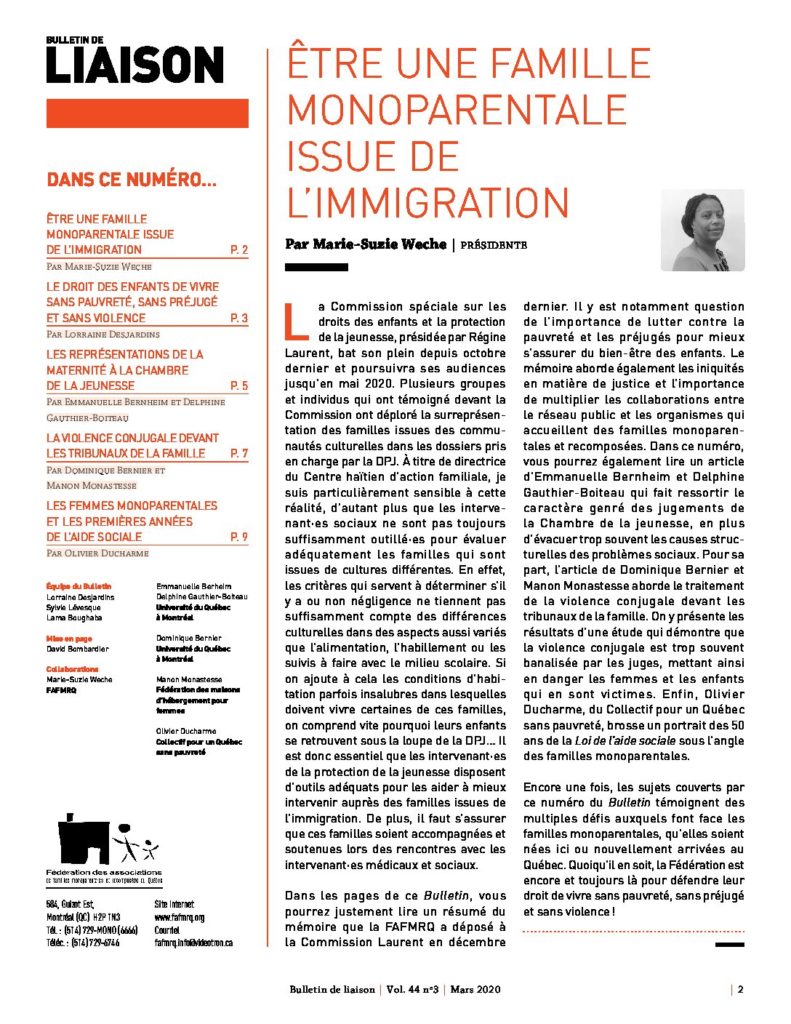 BULLETIN DE
LIAISON
DANS CE NUMÉRO...
ÊTRE UNE FAMILLE
MONOPARENTALE ISSUE
DE L'IMMIGRATION P. 2
PAR MARIE-SUZIE WECHE
LE DROIT DES ENFANTS DE VIVRE
SANS PAUVRETÉ, SANS PRÉJUGÉ
ET SANS VIOLENCE P. 3
PAR LORRAINE DESJARDINS
LES REPRÉSENTATIONS DE LA
MATERNITÉ À LA CHAMBRE
DE LA JEUNESSE P. 5
PAR EMMANUELLE BERNHEIM ET DELPHINE
GAUTHIER-BOITEAU
LA VIOLENCE CONJUGALE DEVANT
LES TRIBUNAUX DE LA FAMILLE P. 7
PAR DOMINIQUE BERNIER ET
MANON MONASTESSE
LES FEMMES MONOPARENTALES
ET LES PREMIÈRES ANNÉES
DE L'AIDE SOCIALE P. 9
PAR OLIVIER DUCHARME
Équipe du Bulletin
Lorraine Desjardins
Sylvie Lévesque
Lama Boughaba
Mise en page
David Bombardier
Collaborations
Marie-Suzie Weche
FAFMRQ
Emmanuelle Berheim
Delphine Gauthier-Boiteau
Université du Québec
à Montréal
Dominique Bernier
Université du Québec
à Montréal
Manon Monastesse
Fédération des maisons
d'hébergement pour
femmes
Olivier Ducharme
Collectif pour un Québec
sans pauvreté
Fédération des associations
de familles monoparentales et recomposées du Québec
584, Guizot Est,
Montréal (QC) H2P 1N3
Tél. : (514) 729-MONO (6666)
Téléc. : (514) 729-6746
Site Internet
www.fafmrq.org
Courriel
fafmrq.info@videotron.ca
ÊTRE UNE FAMILLE
MONOPARENTALE
ISSUE DE
L'IMMIGRATION
Par Marie-Suzie Weche | PRÉSIDENTE
La Commission spéciale sur les
droits des enfants et la protection
de la jeunesse, présidée par Régine
Laurent, bat son plein depuis octobre
dernier et poursuivra ses audiences
jusqu'en mai 2020. Plusieurs groupes
et individus qui ont témoigné devant la
Commission ont déploré la surreprésen-
tation des familles issues des commu-
nautés culturelles dans les dossiers pris
en charge par la DPJ. À titre de directrice
du Centre haïtien d'action familiale, je
suis particulièrement sensible à cette
réalité, d'autant plus que les interve-
nant·es sociaux ne sont pas toujours
suffisamment outillé·es pour évaluer
adéquatement les familles qui sont
issues de cultures différentes. En effet,
les critères qui servent à déterminer s'il
y a ou non négligence ne tiennent pas
suffisamment compte des différences
culturelles dans des aspects aussi variés
que l'alimentation, l'habillement ou les
suivis à faire avec le milieu scolaire. Si
on ajoute à cela les conditions d'habi-
tation parfois insalubres dans lesquelles
doivent vivre certaines de ces familles,
on comprend vite pourquoi leurs enfants
se retrouvent sous la loupe de la DPJ... Il
est donc essentiel que les intervenant·es
de la protection de la jeunesse disposent
d'outils adéquats pour les aider à mieux
intervenir auprès des familles issues de
l'immigration. De plus, il faut s'assurer
que ces familles soient accompagnées et
soutenues lors des rencontres avec les
intervenant·es médicaux et sociaux.
Dans les pages de ce Bulletin, vous
pourrez justement lire un résumé du
mémoire que la FAFMRQ a déposé à
la Commission Laurent en décembre
dernier. Il y est notamment question
de l'importance de lutter contre la
pauvreté et les préjugés pour mieux
s'assurer du bien-être des enfants. Le
mémoire aborde également les iniquités
en matière de justice et l'importance
de multiplier les collaborations entre
le réseau public et les organismes qui
accueillent des familles monoparen-
tales et recomposées. Dans ce numéro,
vous pourrez également lire un article
d'Emmanuelle Bernheim et Delphine
Gauthier-Boiteau qui fait ressortir le
caractère genré des jugements de
la Chambre de la jeunesse, en plus
d'évacuer trop souvent les causes struc-
turelles des problèmes sociaux. Pour sa
part, l'article de Dominique Bernier et
Manon Monastesse aborde le traitement
de la violence conjugale devant les
tribunaux de la famille. On y présente les
résultats d'une étude qui démontre que
la violence conjugale est trop souvent
banalisée par les juges, mettant ainsi
en danger les femmes et les enfants
qui en sont victimes. Enfin, Olivier
Ducharme, du Collectif pour un Québec
sans pauvreté, brosse un portrait des 50
ans de la Loi de l'aide sociale sous l'angle
des familles monoparentales.
Encore une fois, les sujets couverts par
ce numéro du Bulletin témoignent des
multiples défis auxquels font face les
familles monoparentales, qu'elles soient
nées ici ou nouvellement arrivées au
Québec. Quoiqu'il en soit, la Fédération est
encore et toujours là pour défendre leur
droit de vivre sans pauvreté, sans préjugé
et sans violence !
Bulletin de liaison | Vol. 44 nº3 | Mars 2020 | 2